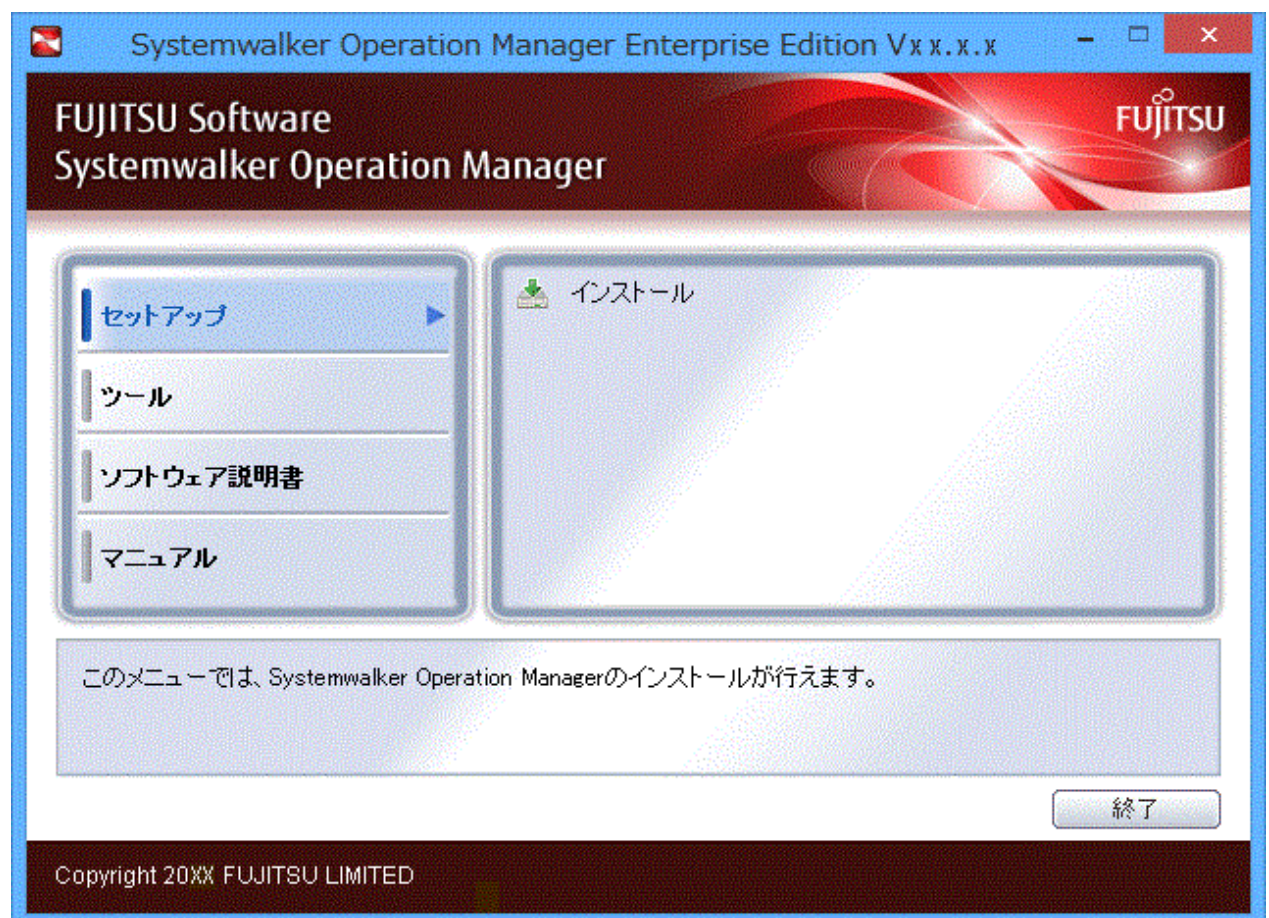 Systemwalker Operation Manager Enterprise Edition Vx x.x.x
FUJITSU Software
Systemwalker Operation Manager
FUJITSU
セットアップ
ツール
ソフトウェア説明書
マニュアル
インストール
このメニューでは、Systemwalker Operation Managerのインストールが行えます。
終了
Copyright 20XX FUJITSU LIMITED